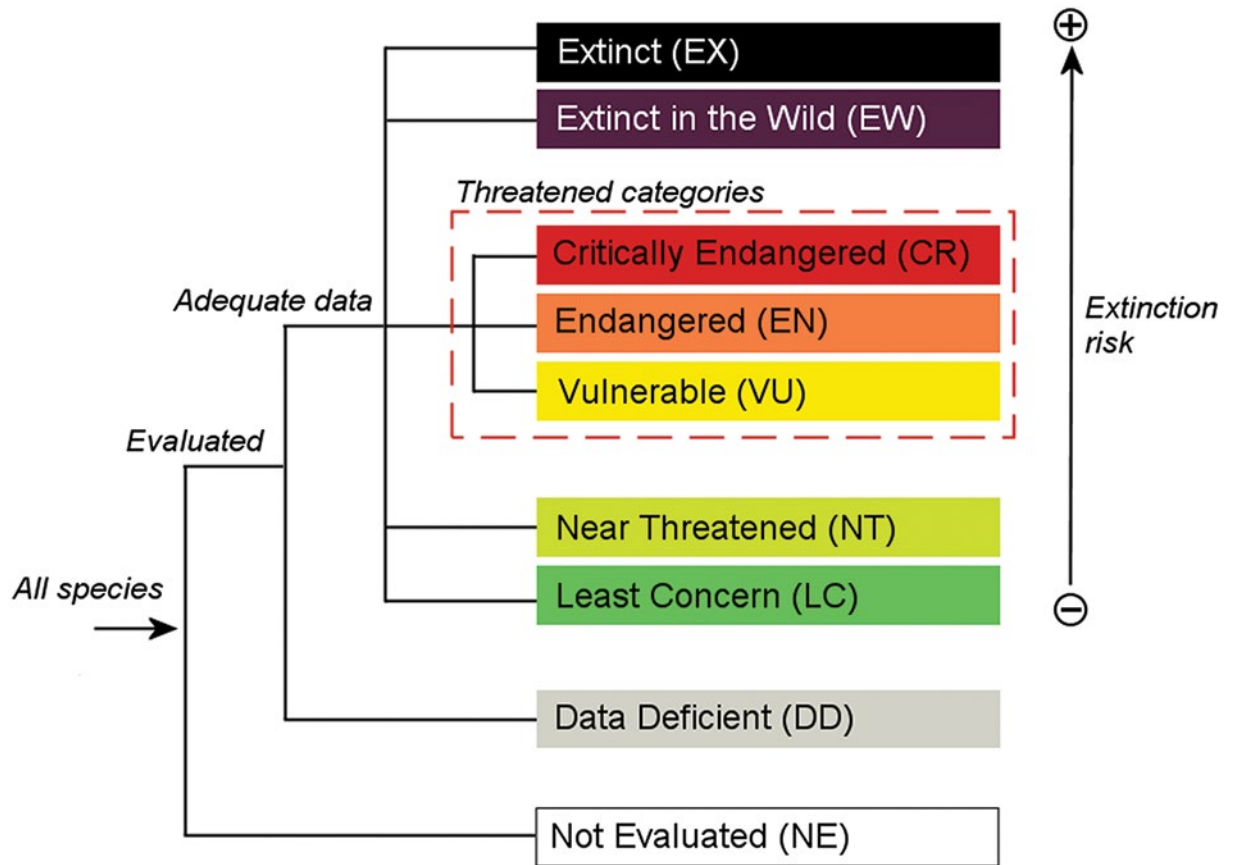 Extinct (EX)
Extinct in the Wild (EW)
Threatened categories
Critically Endangered (CR)
Adequate data
Endangered (EN)
Extinction
risk
Vulnerable (VU)
Evaluated
Near Threatened (NT)
All species
Least Concern (LC)
Data Deficient (DD)
Not Evaluated (NE)